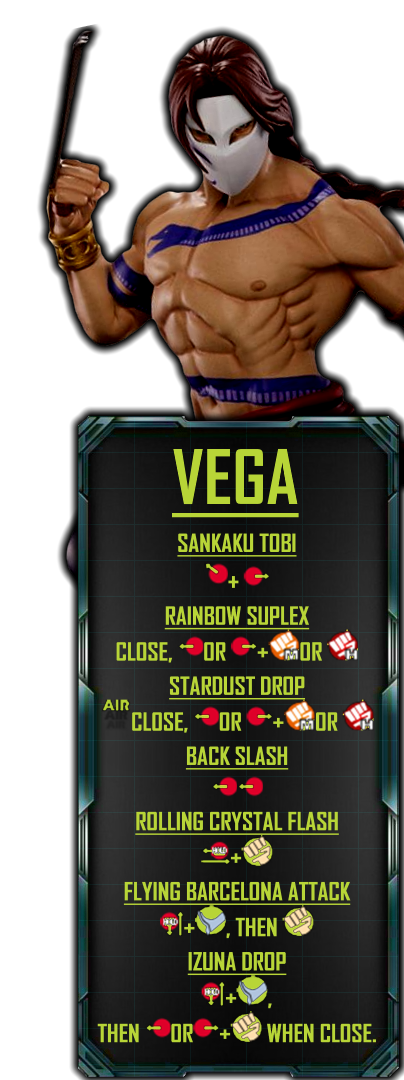 VEGA
SANKAKU TOBI
+
RAINBOW SUPLEX
CLOSE, OR + M OR M
STARDUST DROP
AIR CLOSE, OR + M OR M
BACK SLASH
ROLLING CRYSTAL FLASH
+
FLYING BARCELONA ATTACK
+ , THEN
IZUNA DROP
+ ,
THEN OR + WHEN CLOSE.